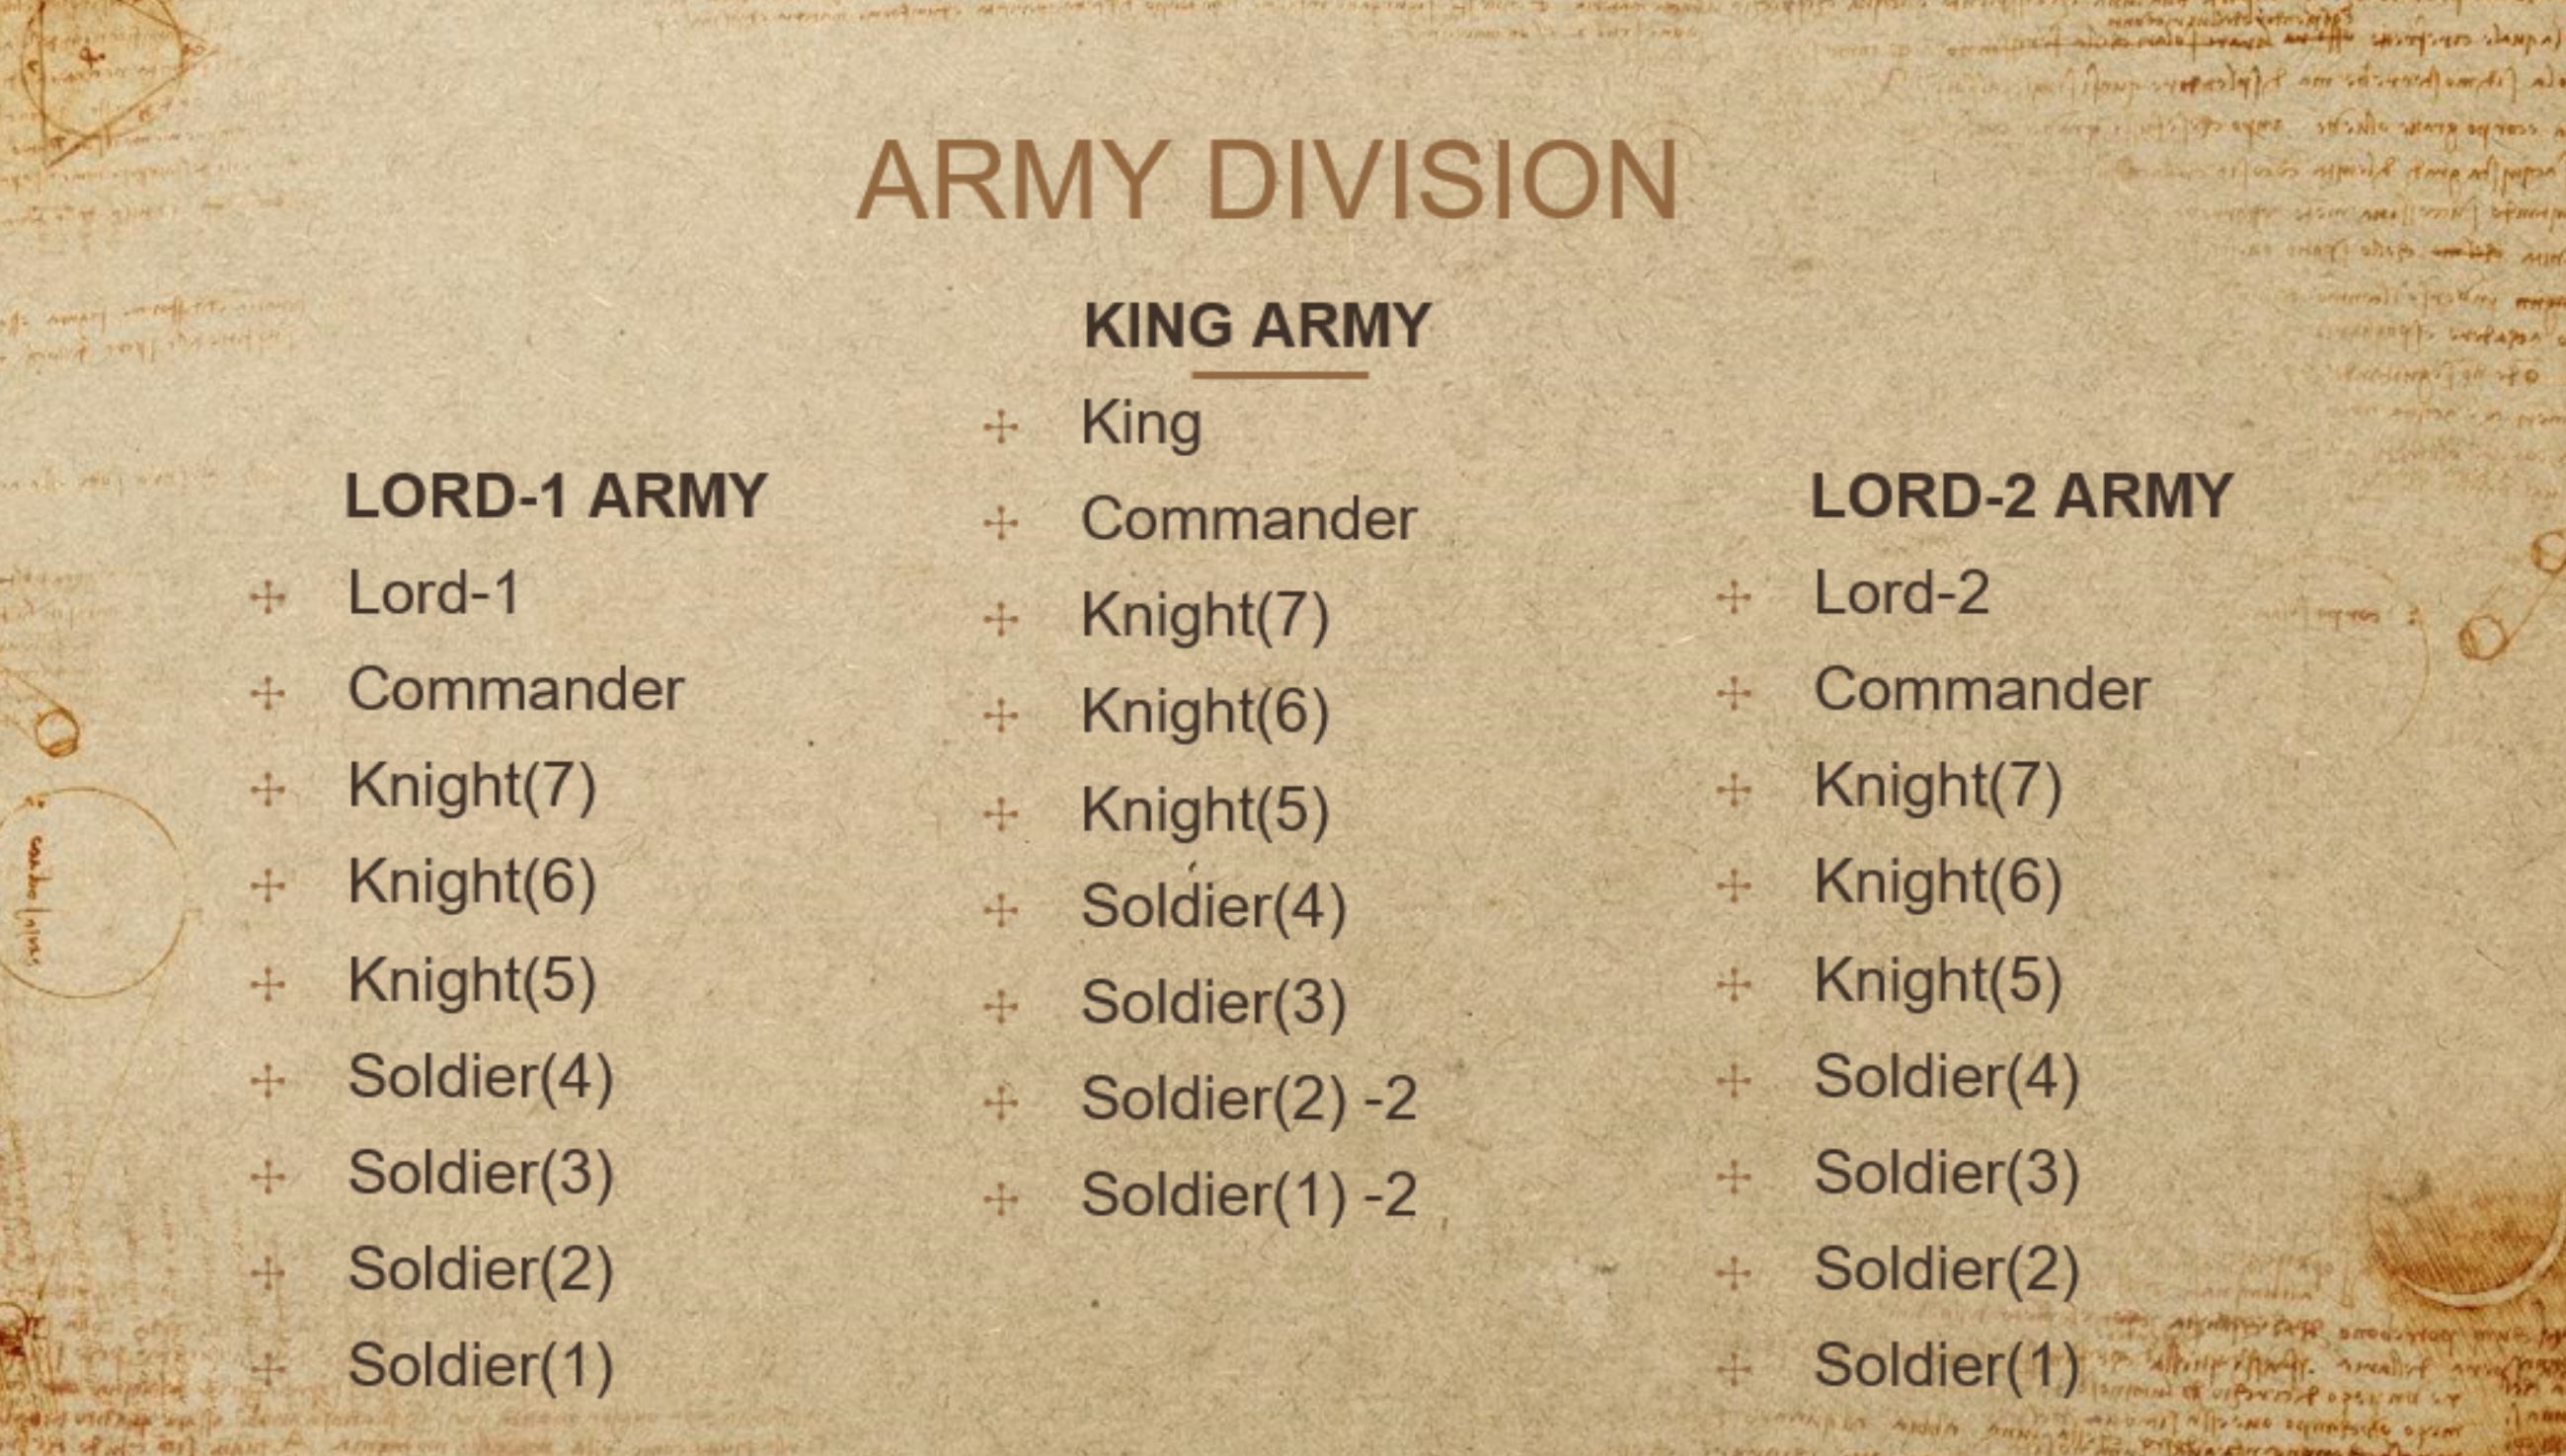 ARMY DIVISION
LORD-1 ARMY
Lord-1
Commander
Knight(7)
Knight(6)
Knight(5)
Soldier(4)
Soldier(3)
Soldier(2)
Soldier(1)
KING ARMY
King
Commander
Knight(7)
Knight(6)
Knight(5)
Soldier(4)
Soldier(3)
Soldier(2) -2
Soldier(1) -2
LORD-2 ARMY
Lord-2
Commander
Knight(7)
Knight(6)
Knight(5)
Soldier(4)
Soldier(3)
Soldier(2)
Soldier(1)